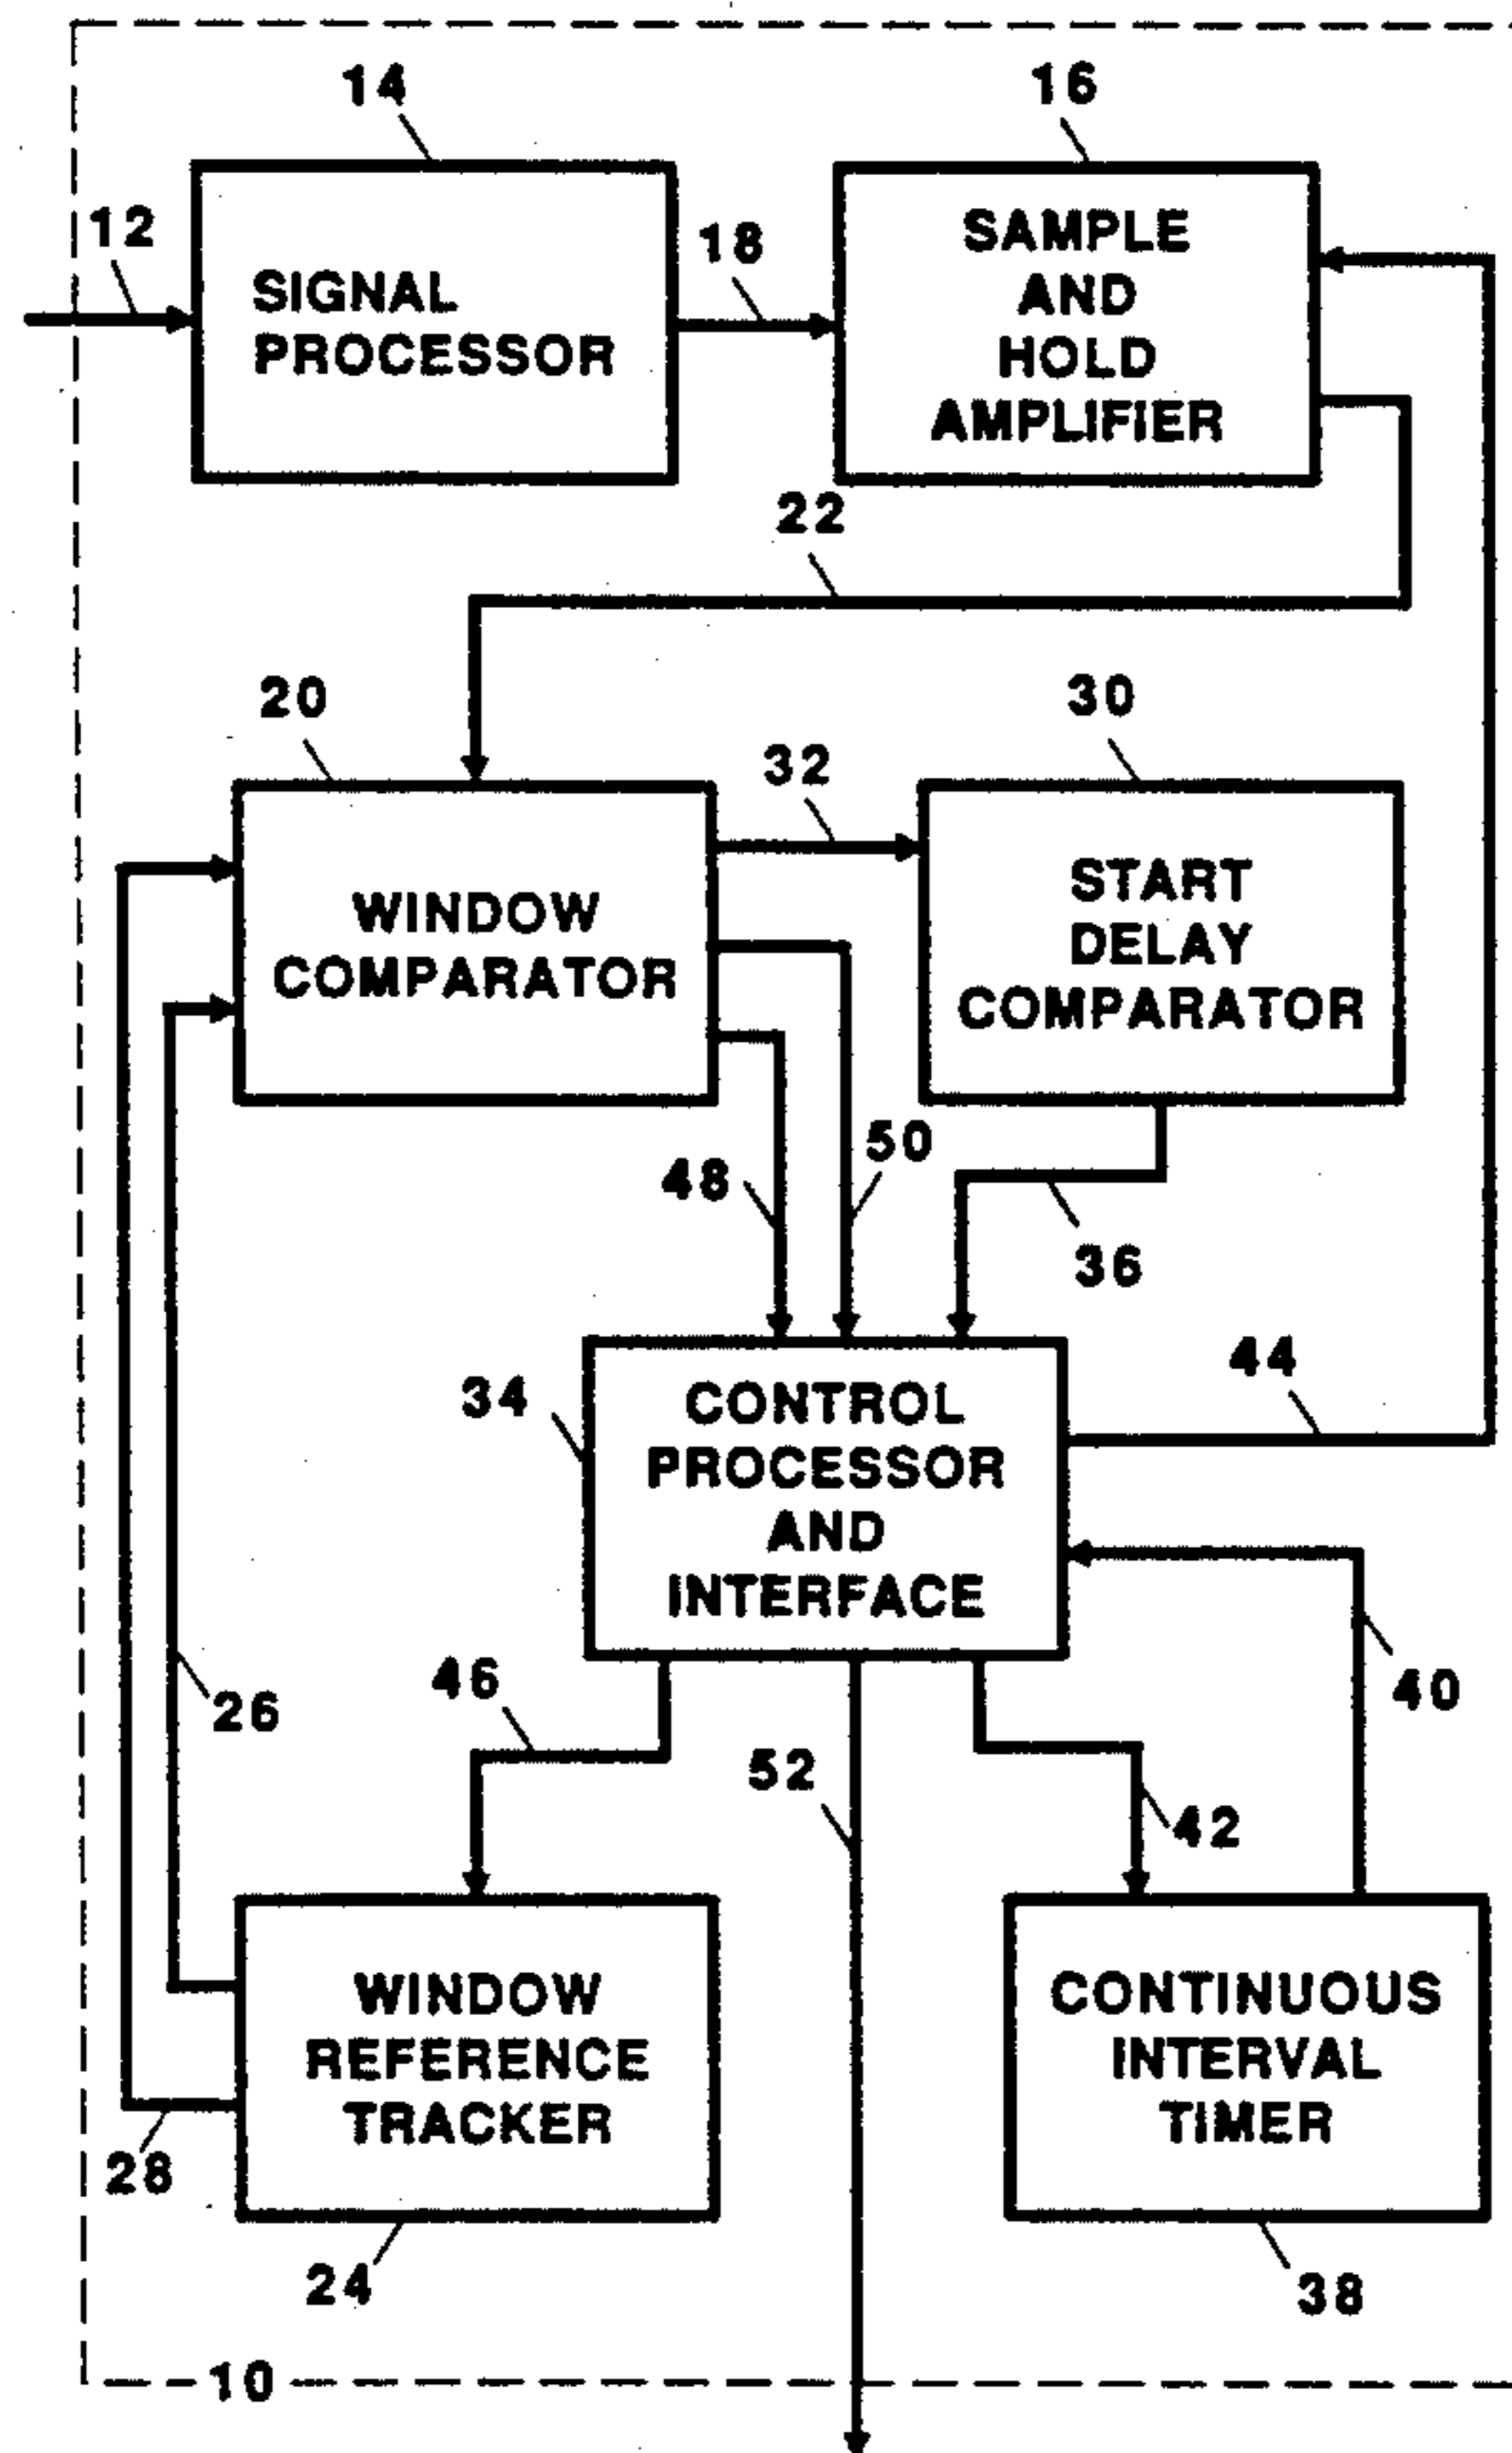 14
16
12
SIGNAL
PROCESSOR
18
SAMPLE
AND
HOLD
AMPLIFIER
22
20
32
30
WINDOW
COMPARATOR
START
DELAY
COMPARATOR
48
50
36
34
CONTROL
PROCESSOR
AND
INTERFACE
44
26
46
52
42
40
WINDOW
REFERENCE
TRACKER
CONTINUOUS
INTERVAL
TIMER
28
24
38
10